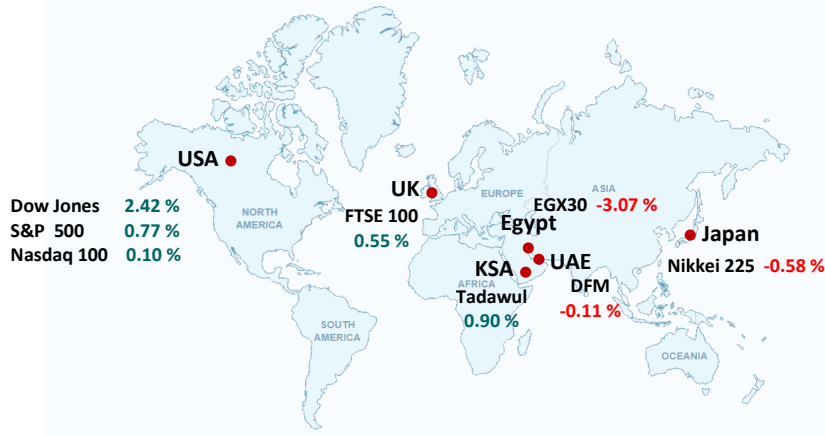 USA
Dow Jones 2.42 %
S&P 500 0.77 %
Nasdaq 100 0.10 %
NORTH
AMERICA
UK
FTSE 100
0.55 %
EUROPE
ASIA
EGX30 -3.07 %
Egypt
Japan
Nikkei 225 -0.58 %
KSA
UAE
AFRICA
Tadawul
0.90 %
DFM
-0.11 %
SOUTH
AMERICA
OCEANIA